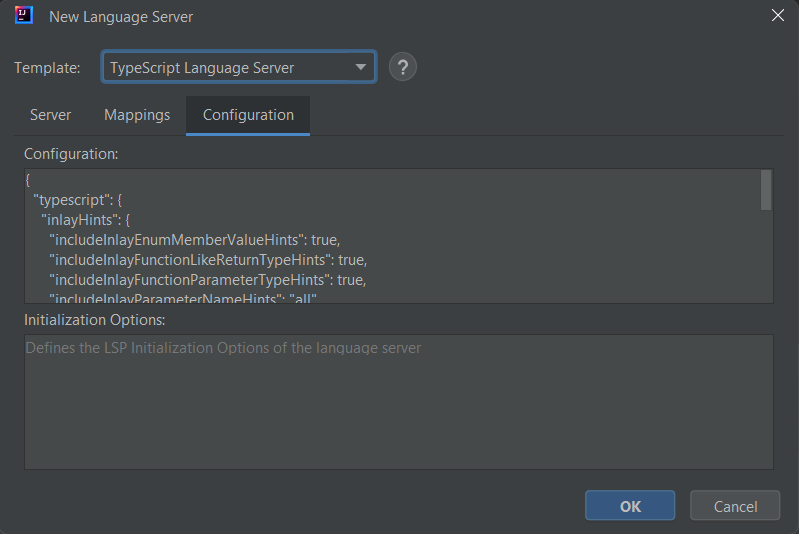 New Language Server
Template: TypeScript Language Server ?
Server Mappings Configuration
Configuration:
{
"typescript": {
"inlayHints": {
"includeInlayEnumMemberValueHints": true,
"includeInlayFunctionLikeReturnTypeHints": true,
"includeInlayFunctionParameterTypeHints": true,
"includeInlayParameterNameHints": "all"
Initialization Options:
Defines the LSP Initialization Options of the language server
OK Cancel